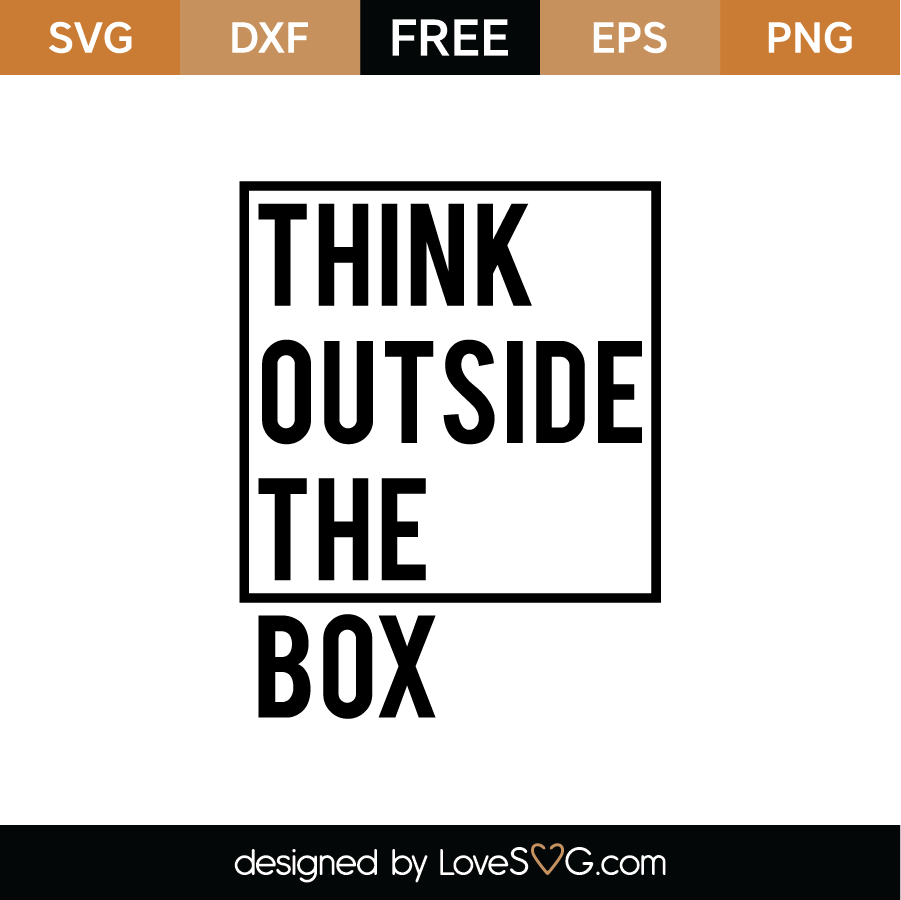 SVG DXF FREE EPS PNG
THINK
OUTSIDE
THE
BOX
designed by LoveSVG.com